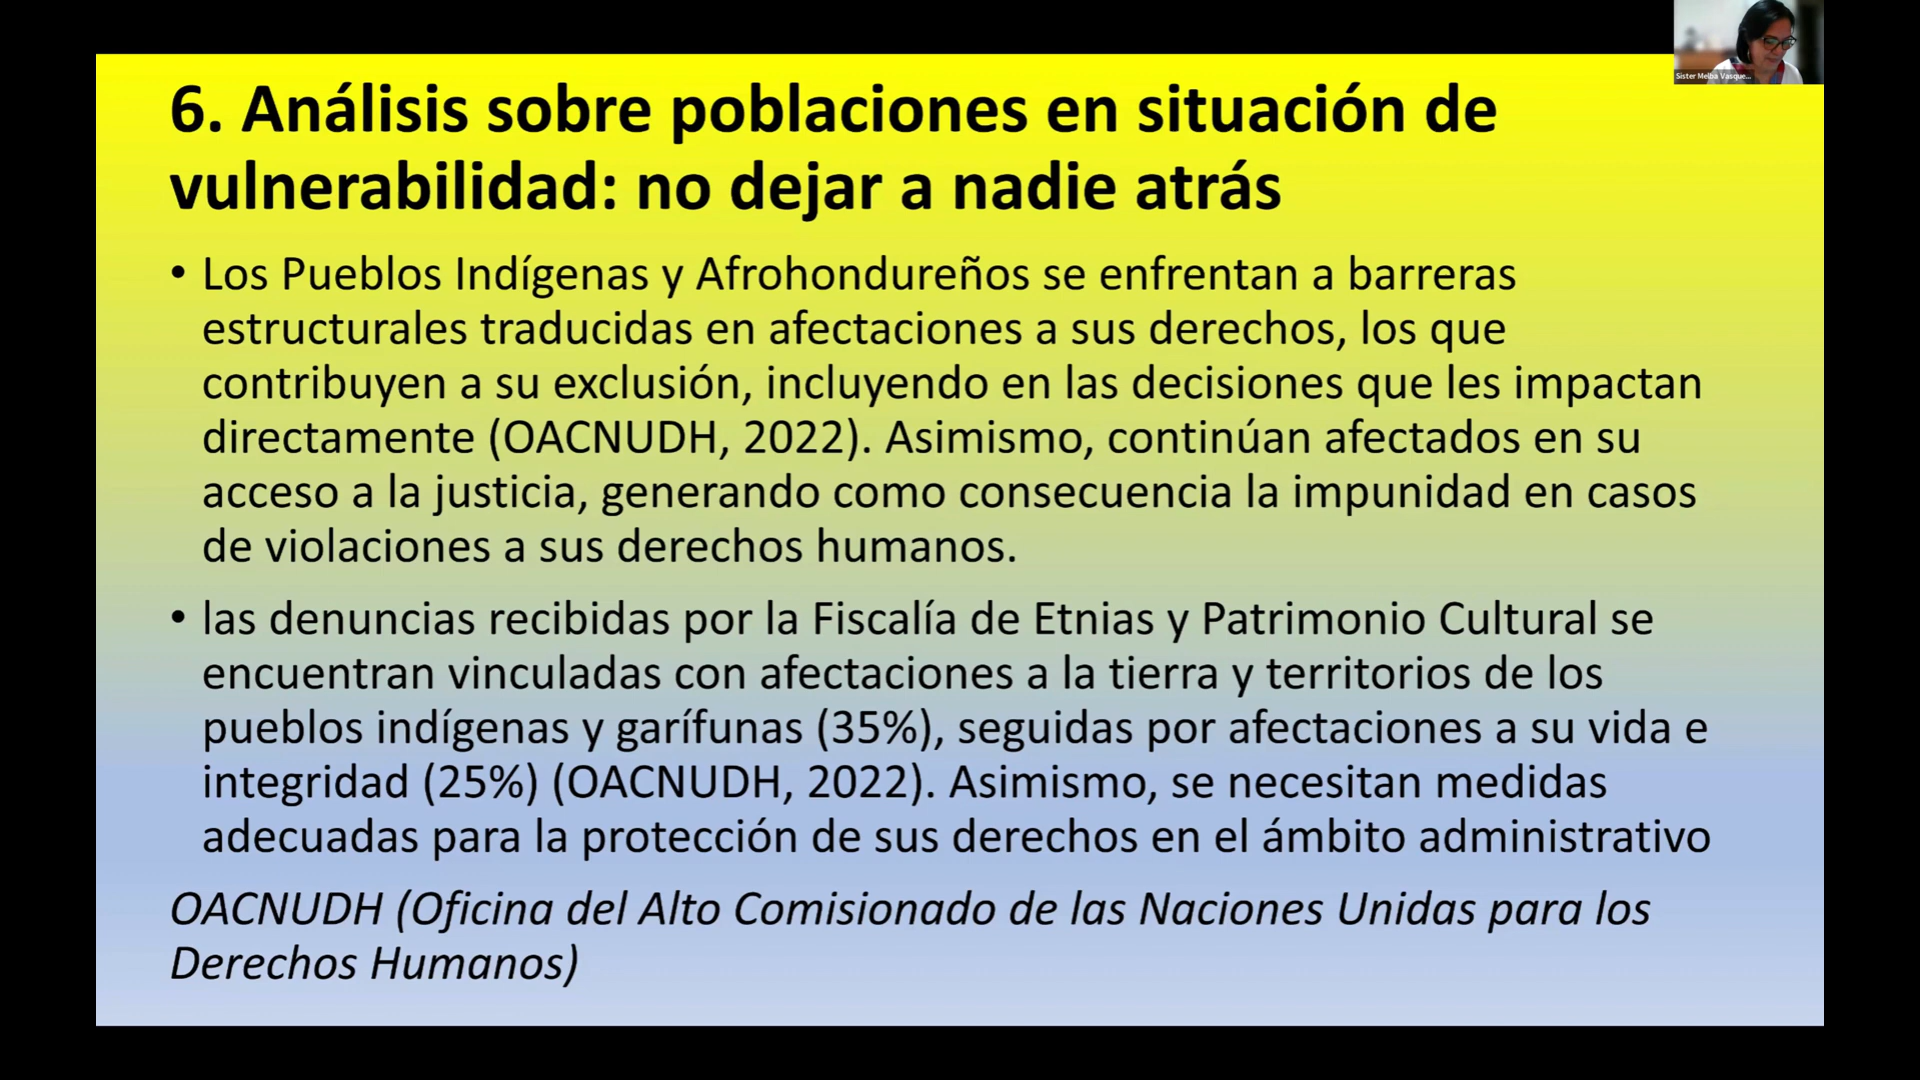 Sister Melba Vasque...
6. Análisis sobre poblaciones en situación de
vulnerabilidad: no dejar a nadie atrás
• Los Pueblos Indígenas y Afrohondureños se enfrentan a barreras
estructurales traducidas en afectaciones a sus derechos, los que
contribuyen a su exclusión, incluyendo en las decisiones que les impactan
directamente (OACNUDH, 2022). Asimismo, continúan afectados en su
acceso a la justicia, generando como consecuencia la impunidad en casos
de violaciones a sus derechos humanos.
• las denuncias recibidas por la Fiscalía de Etnias y Patrimonio Cultural se
encuentran vinculadas con afectaciones a la tierra y territorios de los
pueblos indígenas y garífunas (35%), seguidas por afectaciones a su vida e
integridad (25%) (OACNUDH, 2022). Asimismo, se necesitan medidas
adecuadas para la protección de sus derechos en el ámbito administrativo
OACNUDH (Oficina del Alto Comisionado de las Naciones Unidas para los
Derechos Humanos)